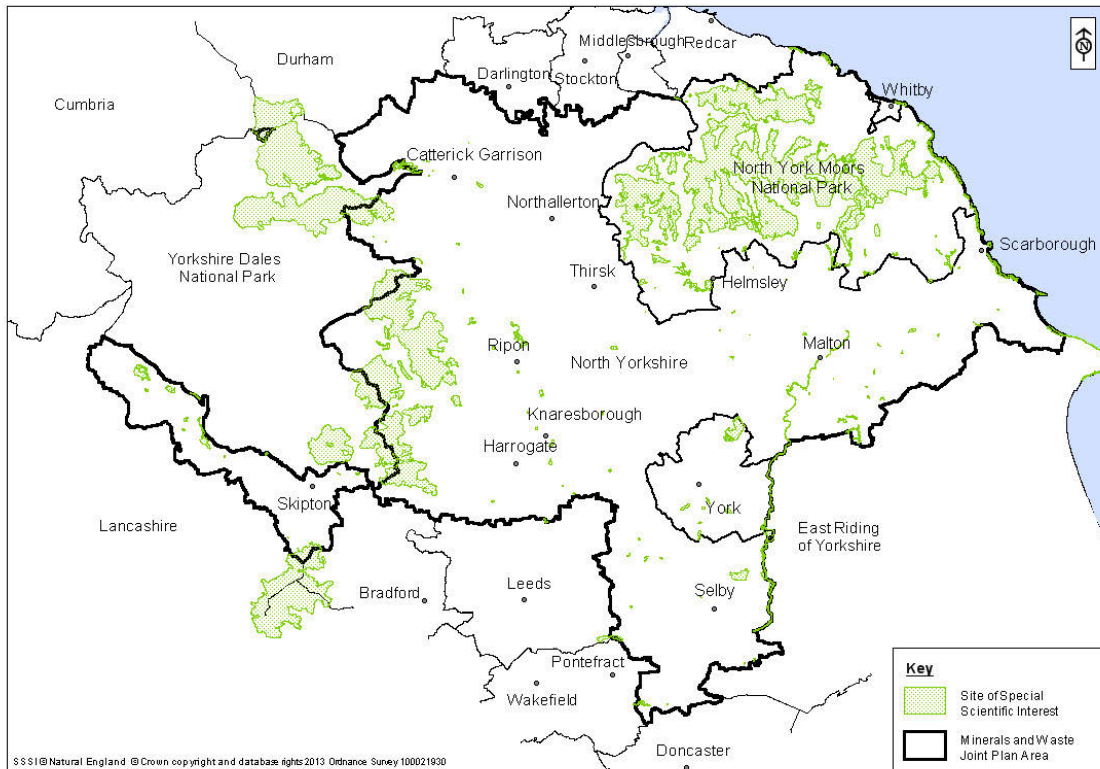 Middlesbrough
Redcar
Durham
Darlington
Stockton
Cumbria
Whitby
N
Catterick Garrison
North York Moors
National Park
Northallerton
Scarborough
Yorkshire Dales
National Park
Thirsk
Helmsley
Ripon
North Yorkshire
Malton
Knaresborough
Harrogate
Skipton
York
Lancashire
East Riding
of Yorkshire
Bradford
Leeds
Selby
Pontefract
Wakefield
Doncaster
Key
Site of Special
Scientific Interest
Minerals and Waste
Joint Plan Area
SSSI © Natural England © Crown copyright and database rights 2013 Ordnance Survey 100021930